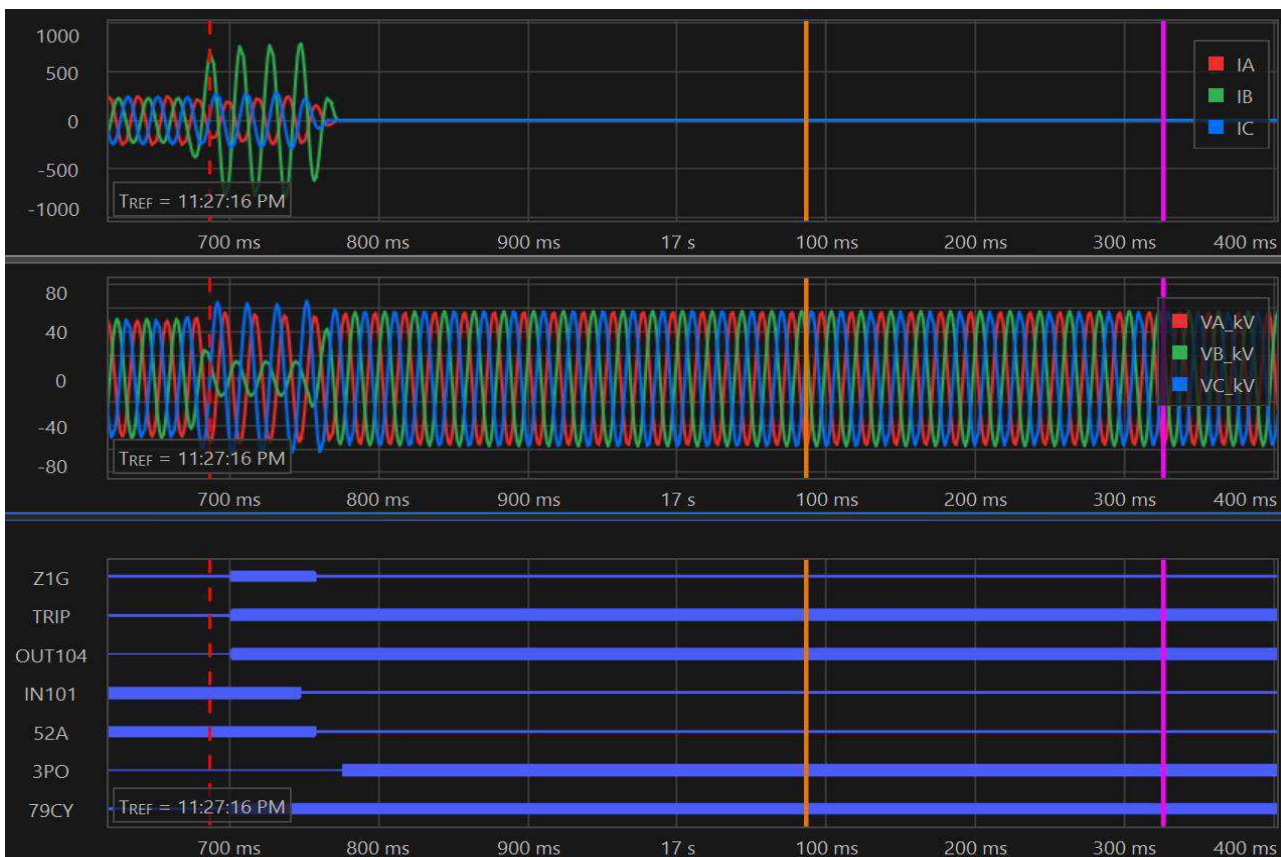 1000
500
0
-500
-1000
IA
IB
IC
TREF = 11:27:16 PM
700 ms 800 ms 900 ms 17 s 100 ms 200 ms 300 ms 400 ms
80
40
0
-40
-80
VA_kV
VB_kV
VC_kV
TREF = 11:27:16 PM
700 ms 800 ms 900 ms 17 s 100 ms 200 ms 300 ms 400 ms
Z1G
TRIP
OUT104
IN101
52A
3PO
79CY
TREF = 11:27:16 PM
700 ms 800 ms 900 ms 17 s 100 ms 200 ms 300 ms 400 ms